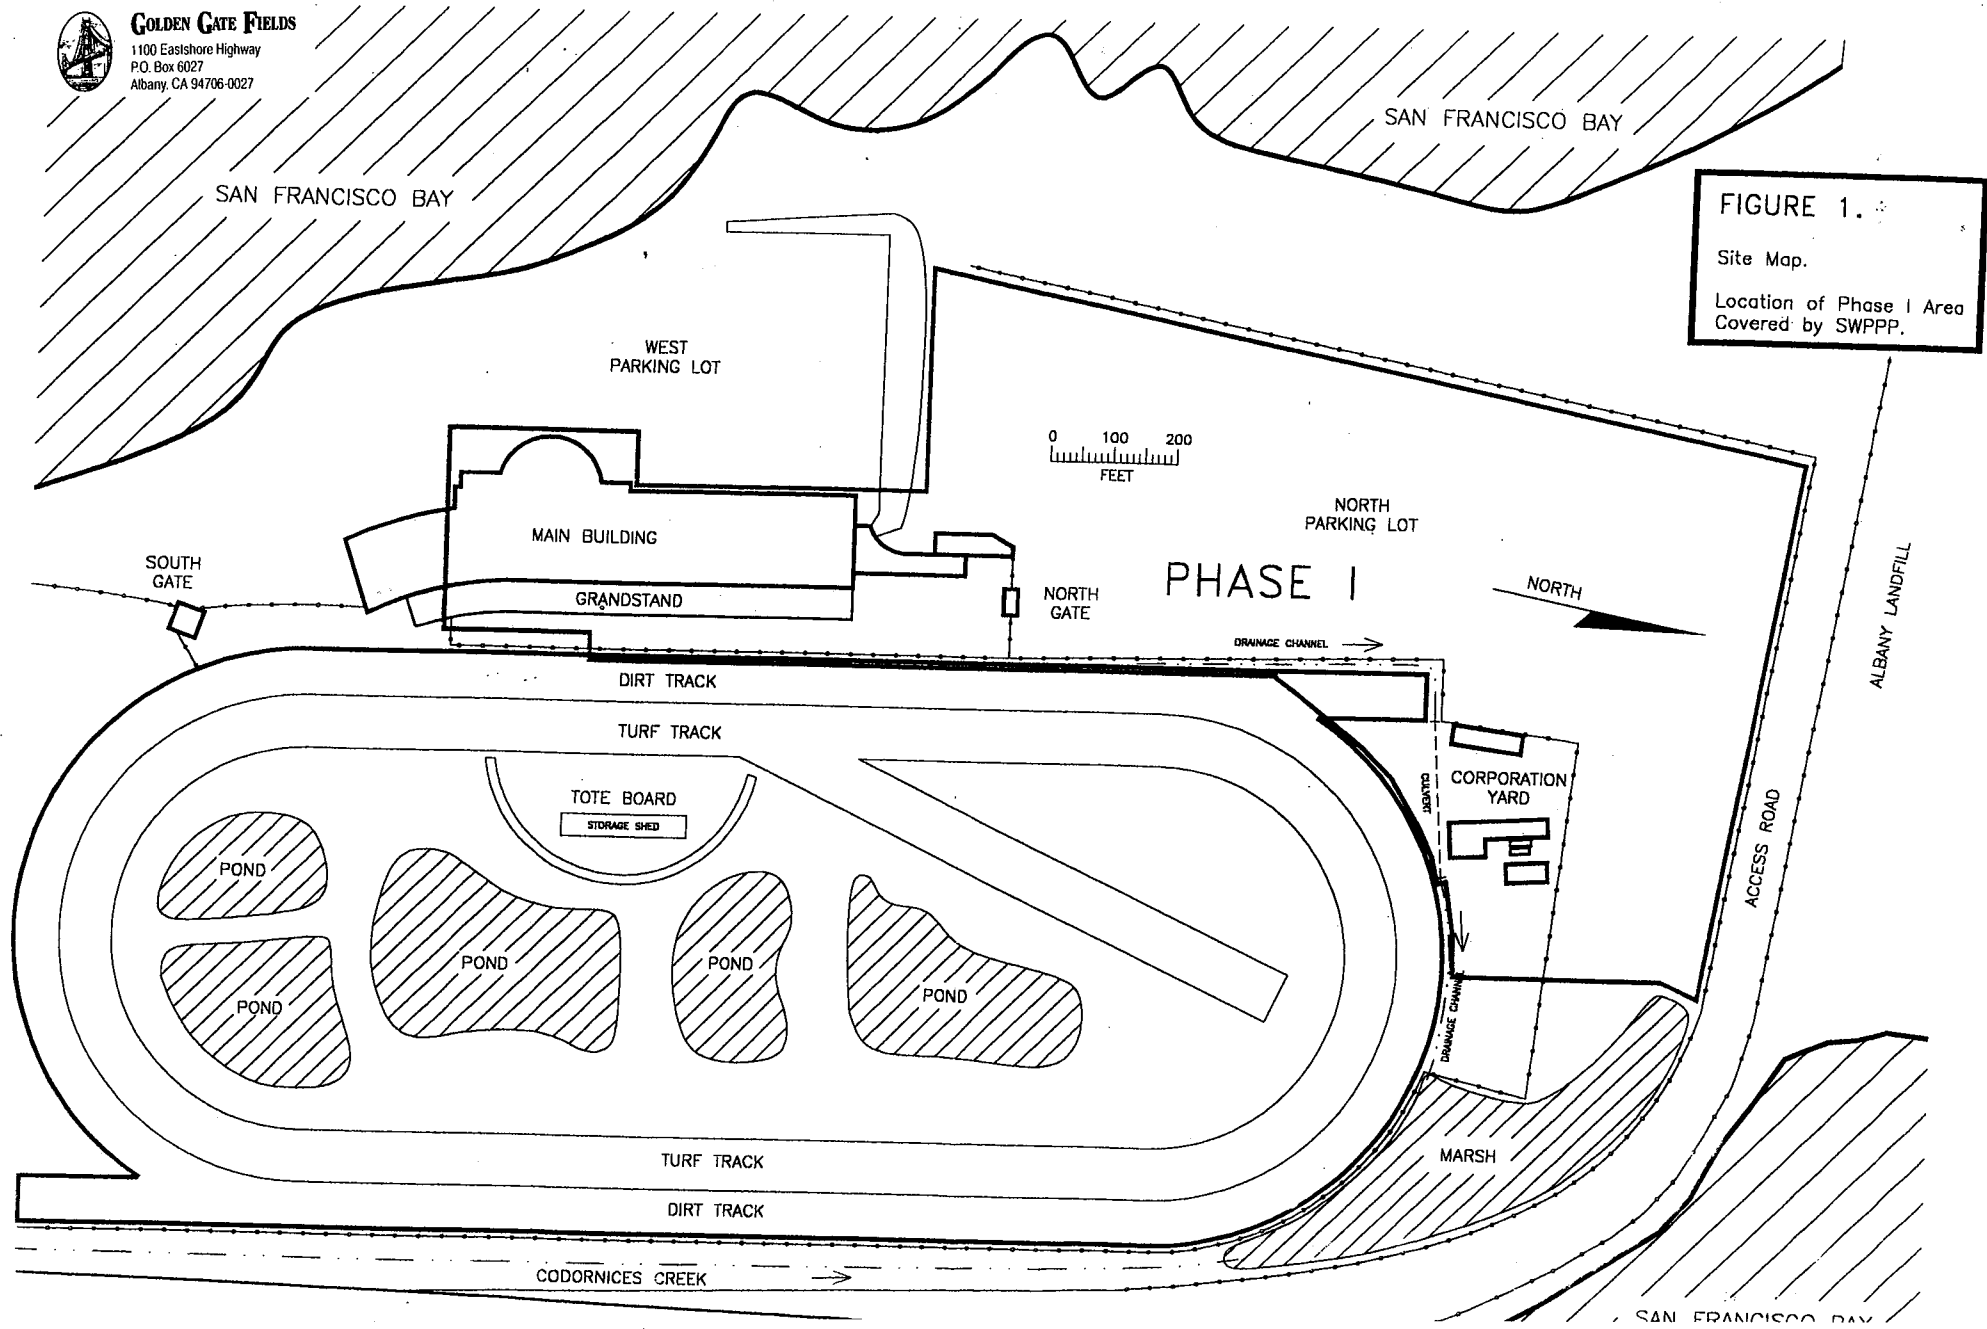 GOLDEN GATE FIELDS
1100 Eastshore Highway
P.O. Box 6027
Albany, CA 94706-0027
SAN FRANCISCO BAY
SAN FRANCISCO BAY
FIGURE 1.
Site Map.
Location of Phase I Area
Covered by SWPPP.
WEST
PARKING LOT
0 100 200
FEET
NORTH
PARKING LOT
MAIN BUILDING
SOUTH
GATE
GRANDSTAND
NORTH
GATE
PHASE I
NORTH
ALBANY LANDFILL
DRAINAGE CHANNEL
DIRT TRACK
TURF TRACK
TOTE BOARD
STORAGE SHED
CULVERT
CORPORATION
YARD
ACCESS ROAD
POND
POND
POND
POND
POND
DRAINAGE CHANNEL
MARSH
TURF TRACK
DIRT TRACK
CODORNICES CREEK
SAN FRANCISCO BAY